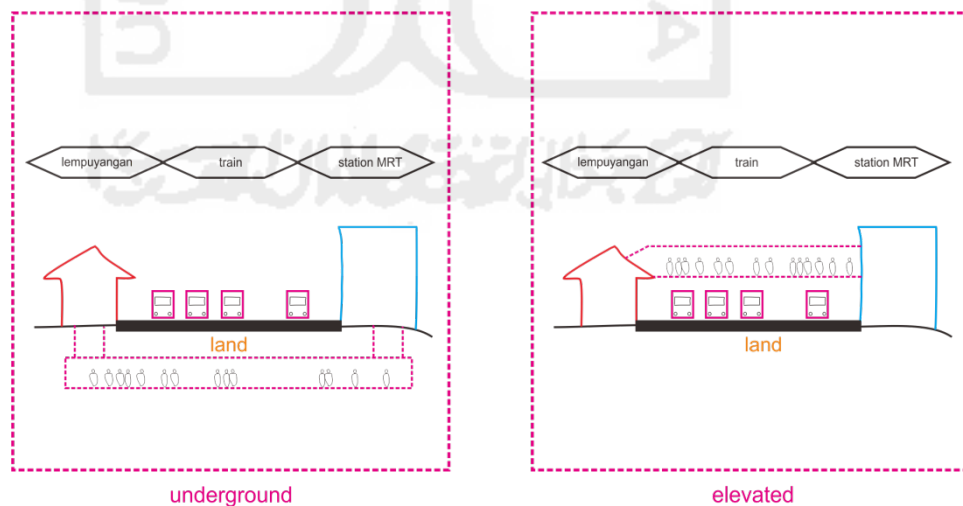 lempuyangan train station MRT
land
underground
lempuyangan train station MRT
land
elevated